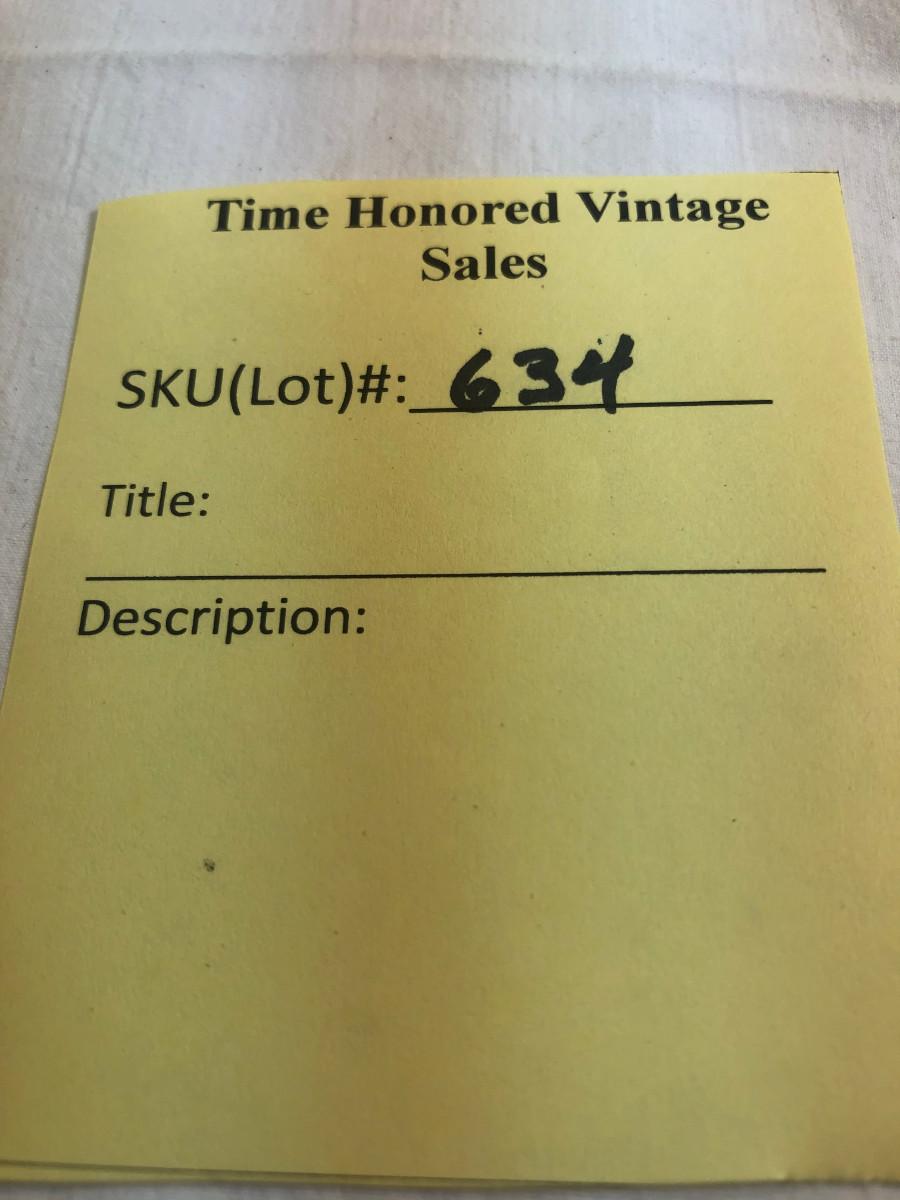 Time Honored Vintage
Sales
SKU(Lot)#: 634
Title:
Description: